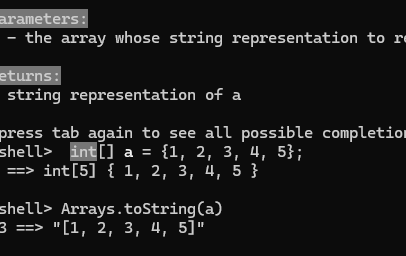 arameters:
- the array whose string representation to re
eturns:
string representation of a
press tab again to see all possible completion
shell> int[] a = {1, 2, 3, 4, 5};
==> int[5] { 1, 2, 3, 4, 5 }
shell> Arrays.toString(a)
3 ==> "[1, 2, 3, 4, 5]"